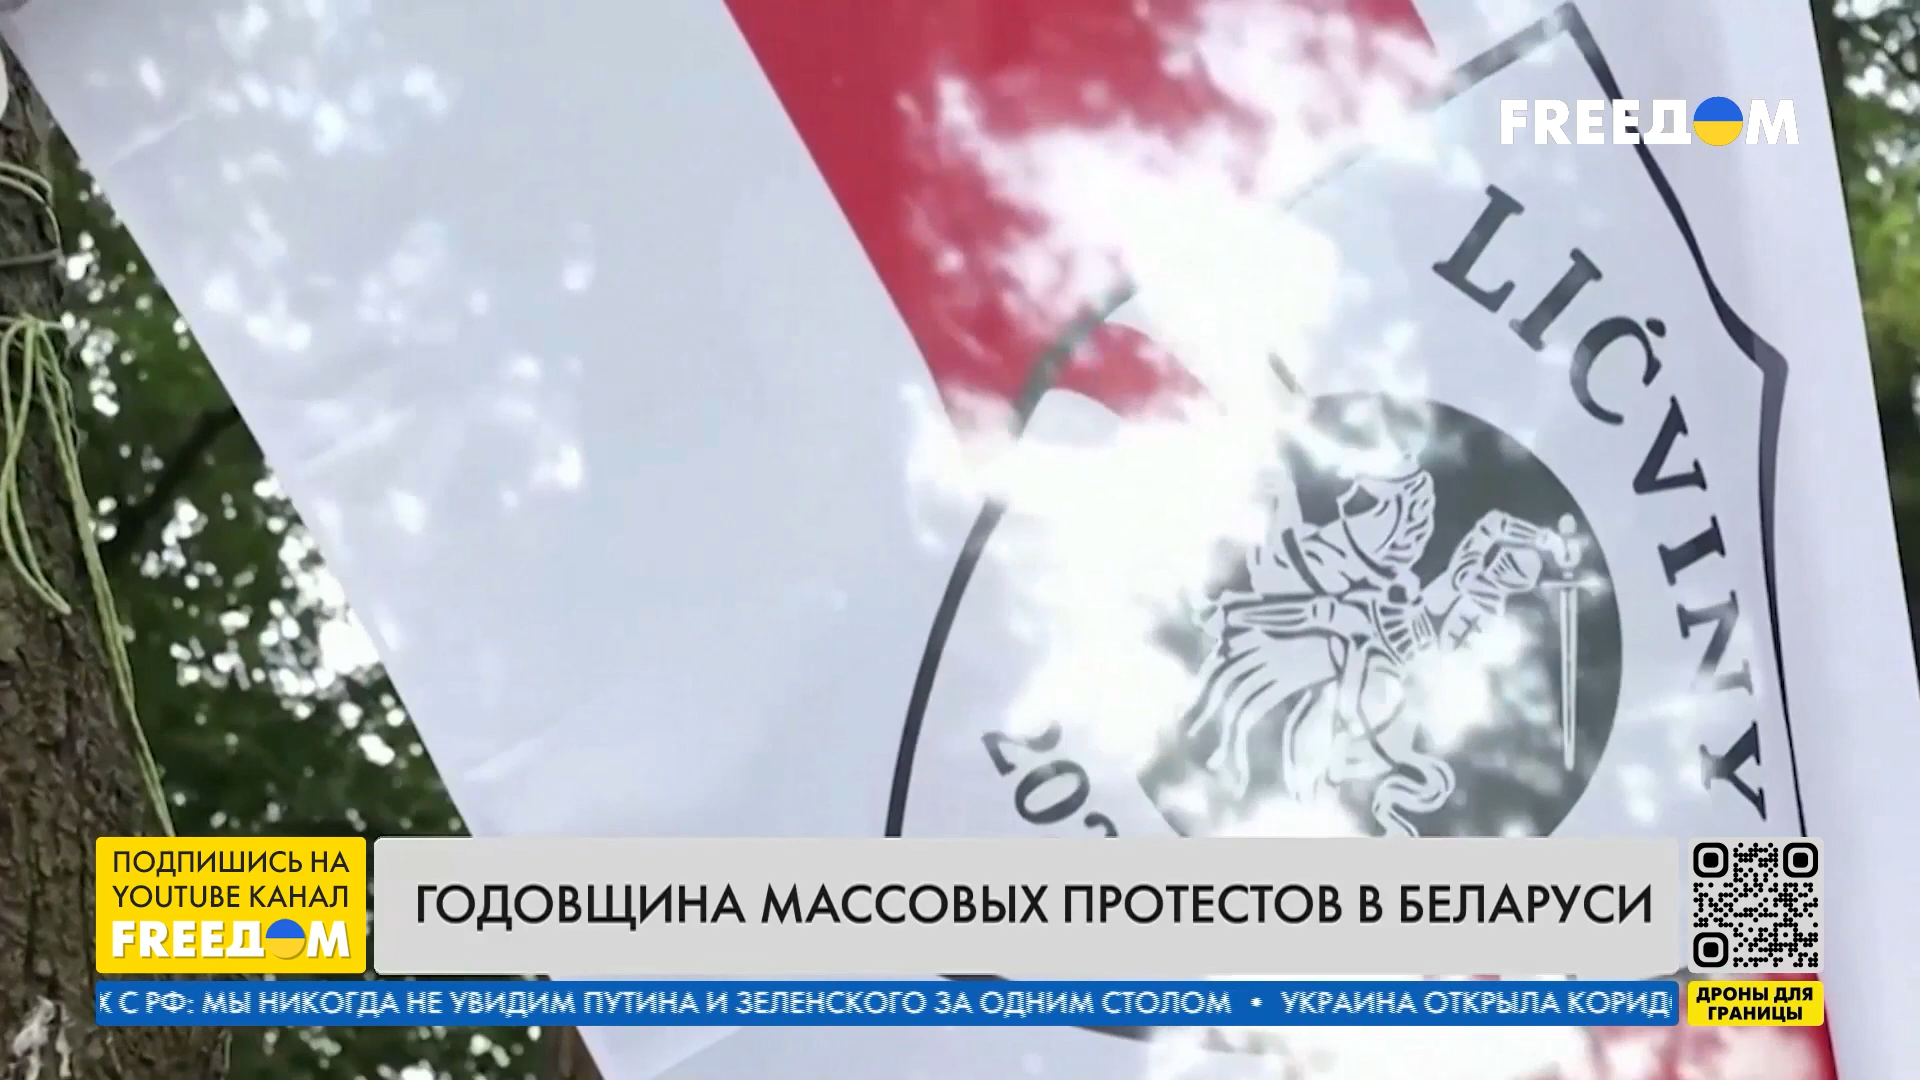 FREEДOM
LIĆVINY
ПОДПИШИСЬ НА
YOUTUBE КАНАЛ
FREEДOM
ГОДОВЩИНА МАССОВЫХ ПРОТЕСТОВ В БЕЛАРУСИ
С РФ: МЫ НИКОГДА НЕ УВИДИМ ПУТИНА И ЗЕЛЕНСКОГО ЗА ОДНИМ СТОЛОМ • УКРАИНА ОТКРЫЛА
ДРОНЫ ДЛЯ
ГРАНИЦЫ